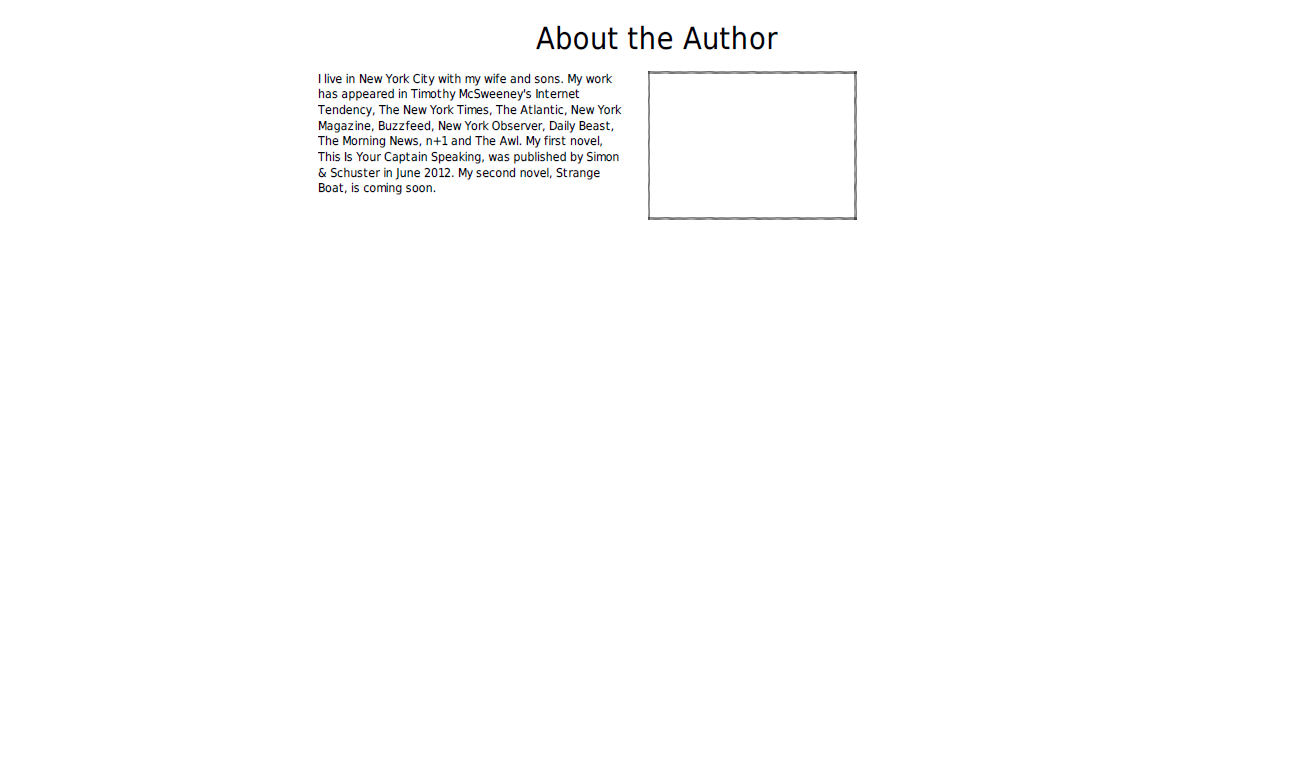 About the Author
I live in New York City with my wife and sons. My work
has appeared in Timothy McSweeney's Internet
Tendency, The New York Times, The Atlantic, New York
Magazine, Buzzfeed, New York Observer, Daily Beast,
The Morning News, n+1 and The Awl. My first novel,
This Is Your Captain Speaking, was published by Simon
& Schuster in June 2012. My second novel, Strange
Boat, is coming soon.